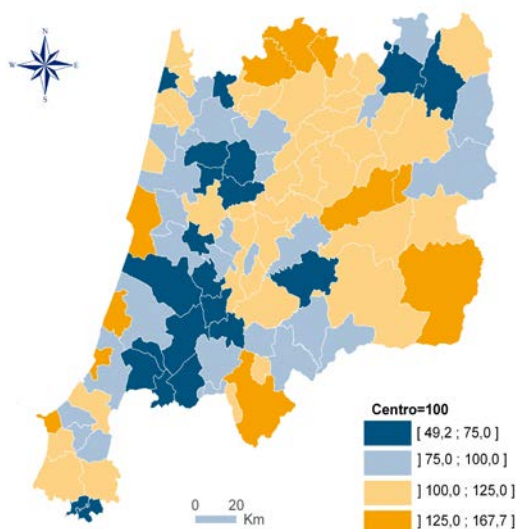 N
W E
S
Centro=100
[ 49,2 ; 75,0 ]
] 75,0 ; 100,0 ]
] 100,0 ; 125,0 ]
] 125,0 ; 167,7 ]
0 20
Km